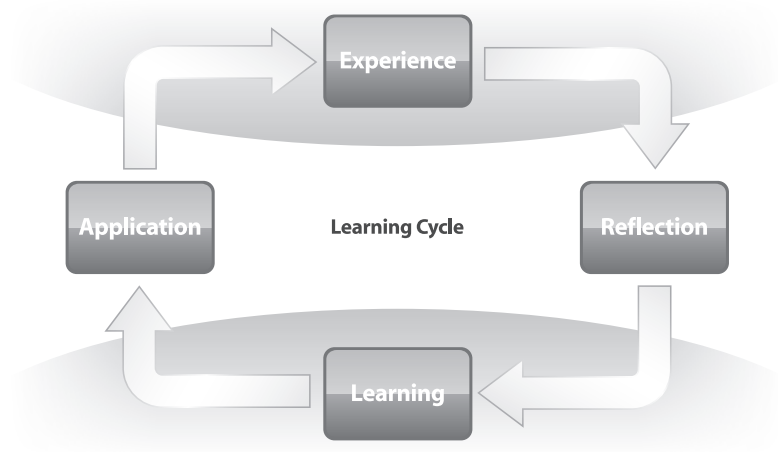 Experience
Application
Learning Cycle
Reflection
Learning